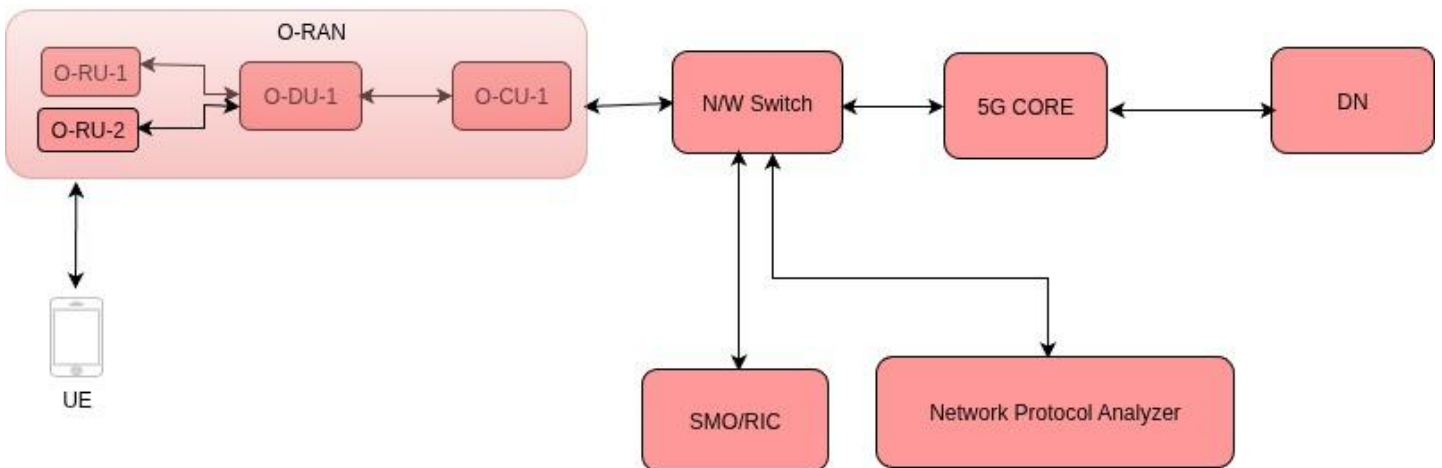 O-RAN
O-RU-1
O-RU-2
O-DU-1
O-CU-1
N/W Switch
5G CORE
DN
UE
SMO/RIC
Network Protocol Analyzer